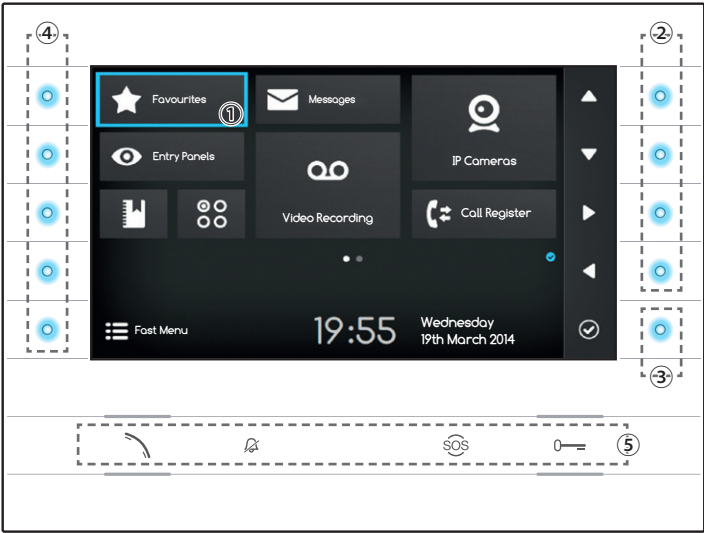 ④
②
Favourites
①
Messages
Entry Panels
IP Cameras
Video Recording
Call Register
Fast Menu
19:55
Wednesday
19th March 2014
③
SOS
⑤